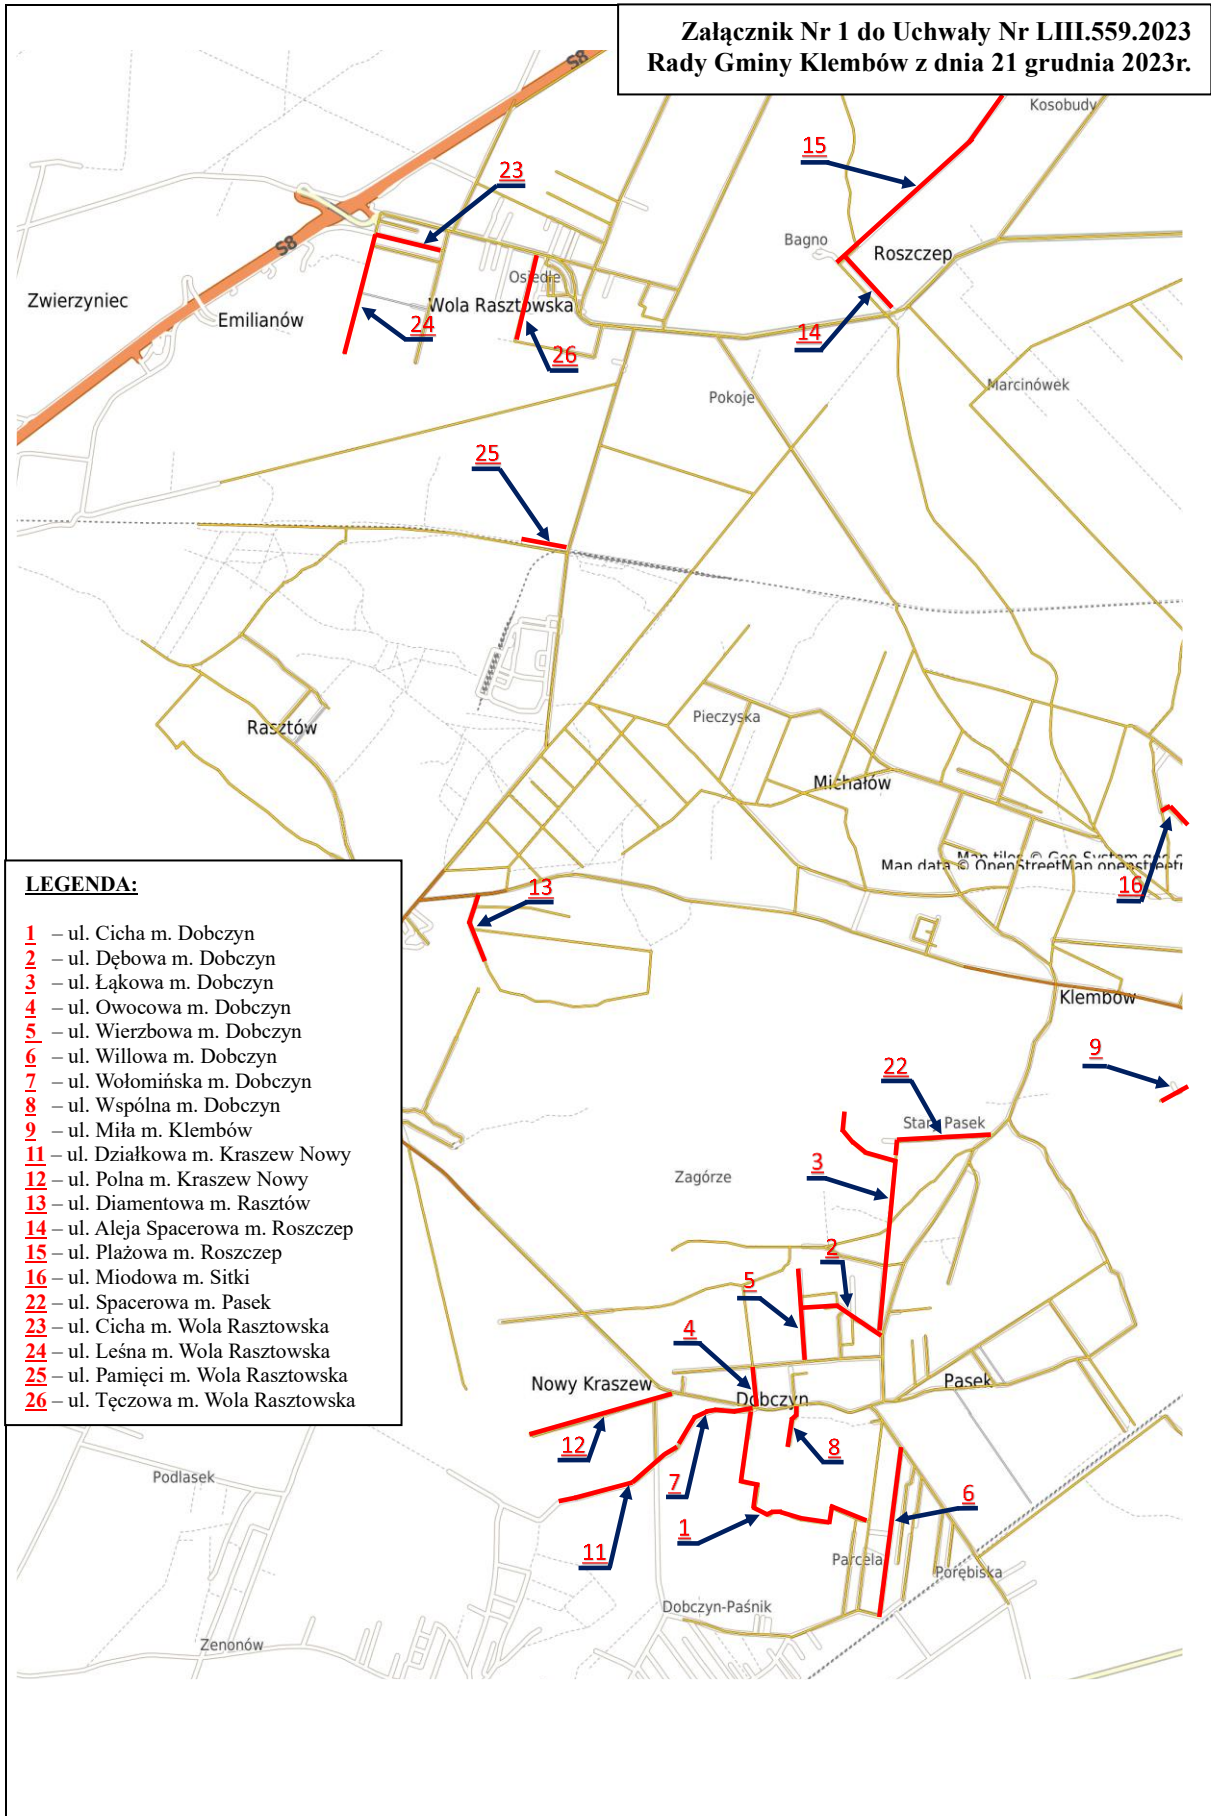 Załącznik Nr 1 do Uchwały Nr LIII.559.2023
Rady Gminy Klembów z dnia 21 grudnia 2023r.
S8
Kosobudy
15
23
Bagno
Roszczep
S8
Osiedle
Zwierzyniec
Wola Rasztowska
Emilianów
24
14
26
Marcinówek
Pokoje
25
Pieczyska
Rasztów
Michałów
Map data © OpenStreetMap
16
13
LEGENDA:
1 – ul. Cicha m. Dobczyn
2 – ul. Dębowa m. Dobczyn
3 – ul. Łąkowa m. Dobczyn
4 – ul. Owocowa m. Dobczyn
5 – ul. Wierzbowa m. Dobczyn
6 – ul. Willowa m. Dobczyn
7 – ul. Wołomińska m. Dobczyn
8 – ul. Wspólna m. Dobczyn
9 – ul. Miła m. Klembów
11 – ul. Działkowa m. Kraszew Nowy
12 – ul. Polna m. Kraszew Nowy
13 – ul. Diamentowa m. Rasztów
14 – ul. Aleja Spacerowa m. Roszczep
15 – ul. Plażowa m. Roszczep
16 – ul. Miodowa m. Sitki
22 – ul. Spacerowa m. Pasek
23 – ul. Cicha m. Wola Rasztowska
24 – ul. Leśna m. Wola Rasztowska
25 – ul. Pamięci m. Wola Rasztowska
26 – ul. Tęczowa m. Wola Rasztowska
Klembów
9
22
Stary Pasek
3
Zagórze
2
5
4
Nowy Kraszew
Pasek
Dobczyn
12
8
7
Podlasek
6
1
11
Parcela
Porębiska
Dobczyn-Paśnik
Zenonów